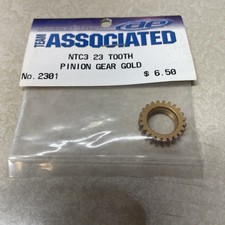 TEAM ASSOCIATED
NTC3 23 TOOTH
PINION GEAR GOLD
No. 2301 $ 6.50